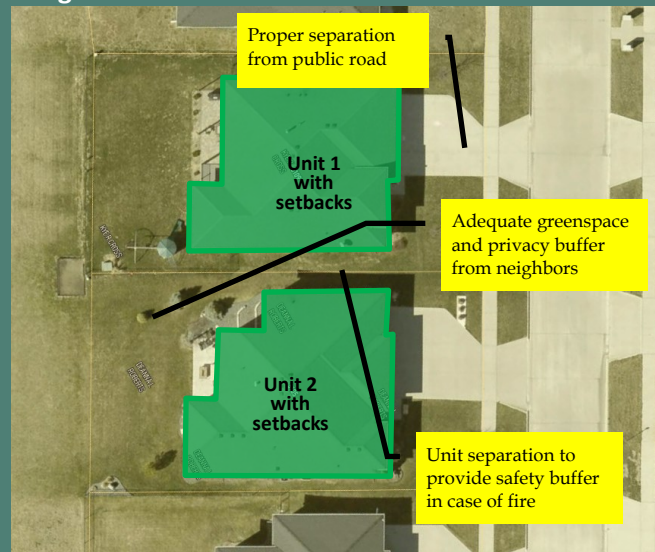 Proper separation
from public road
Unit 1
with
setbacks
Adequate greenspace
and privacy buffer
from neighbors
Unit 2
with
setbacks
Unit separation to
provide safety buffer
in case of fire